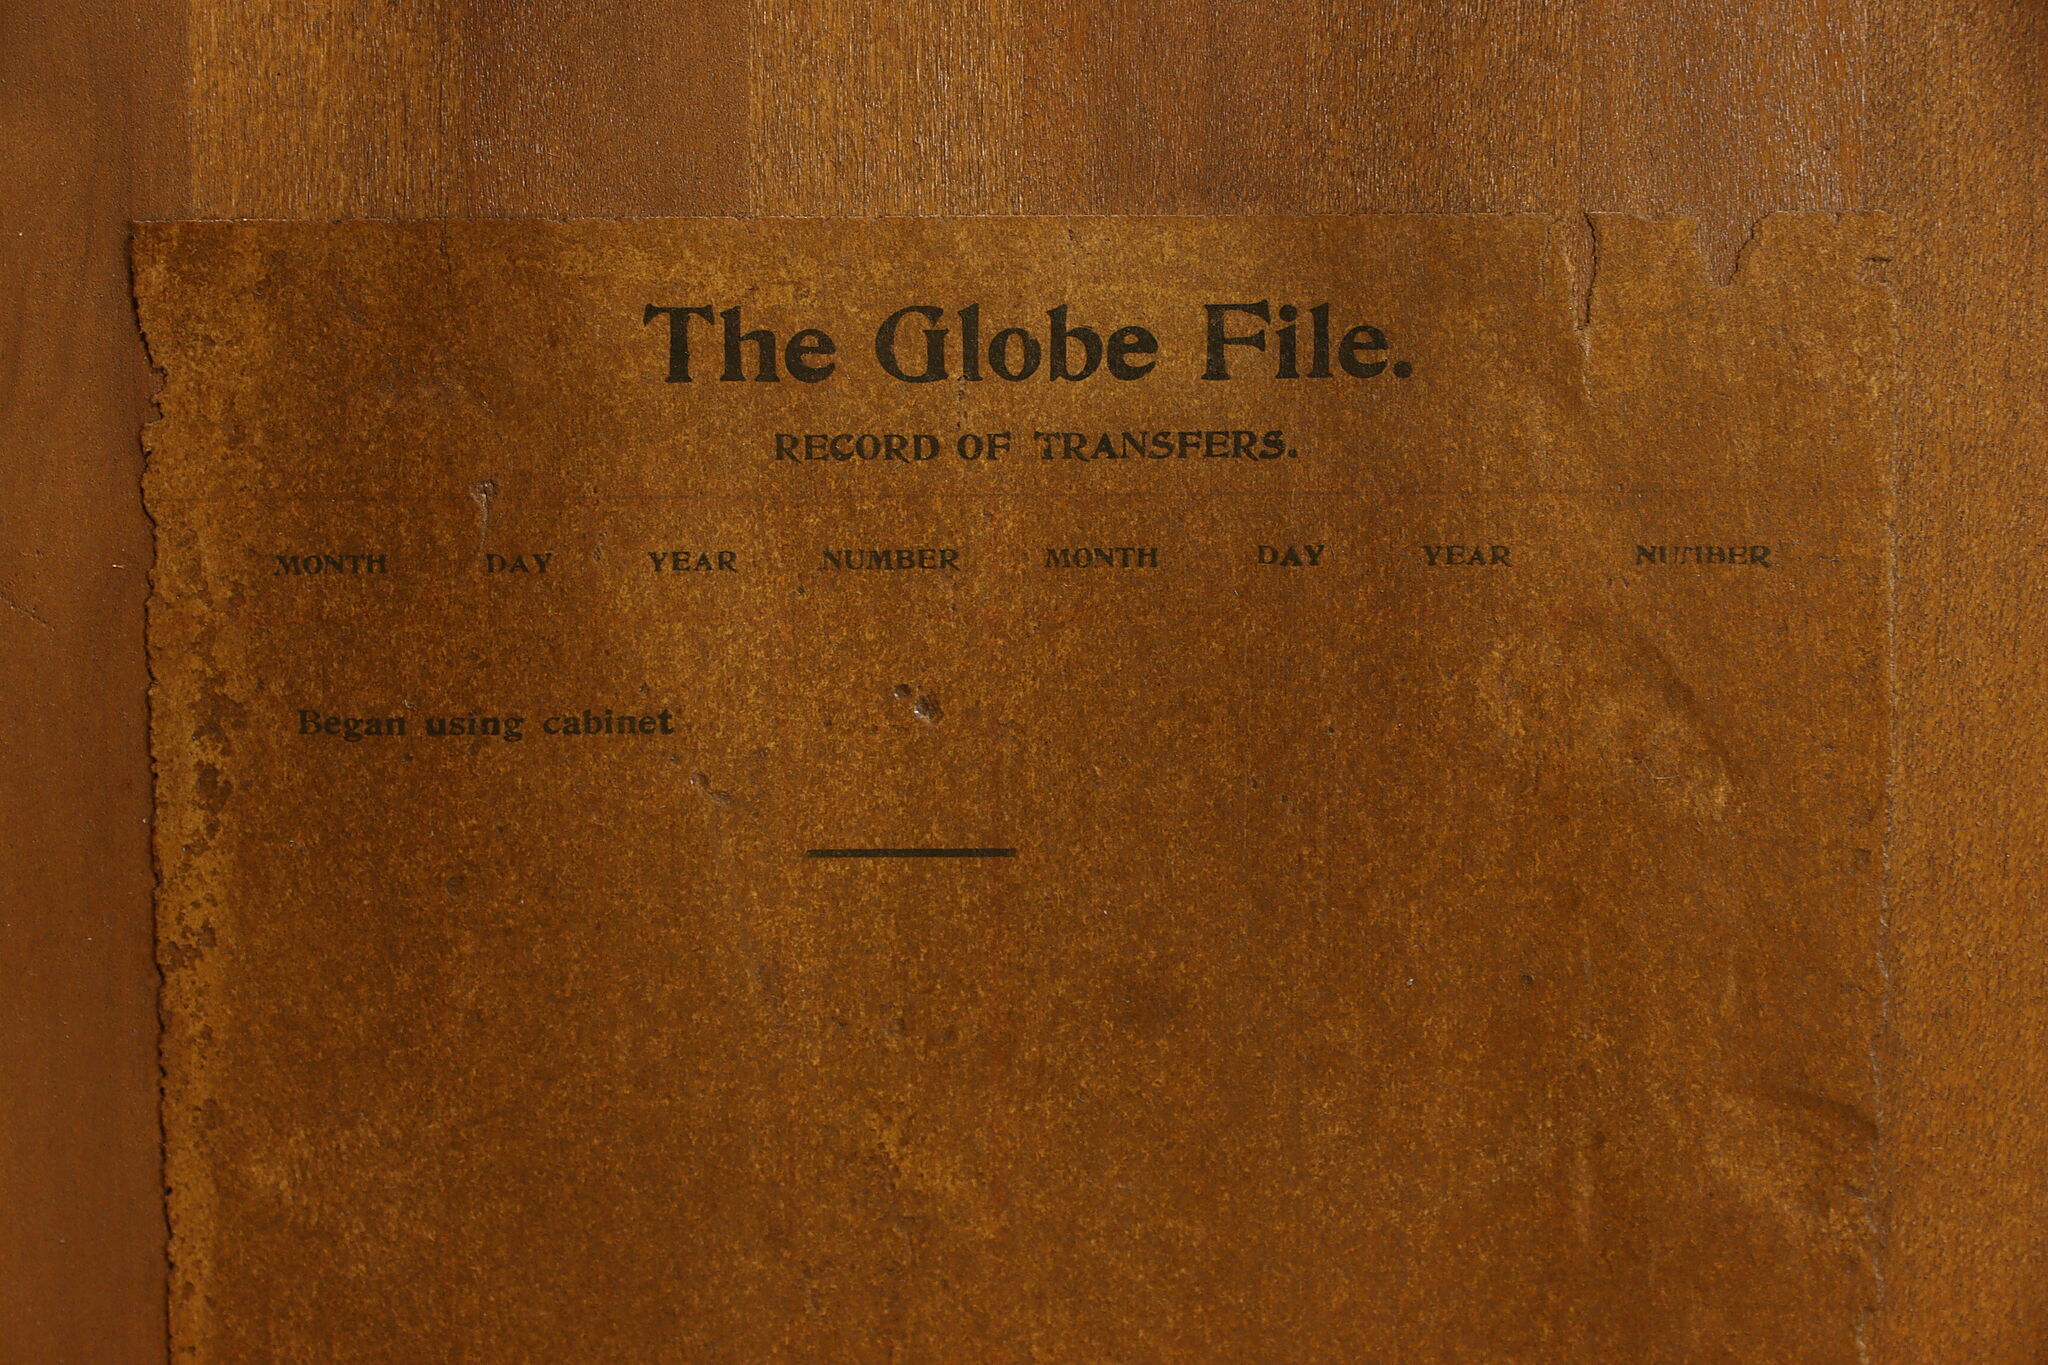 The Globe File.
RECORD OF TRANSFERS.
MONTH DAY YEAR NUMBER MONTH DAY YEAR NUMBER
Began using cabinet